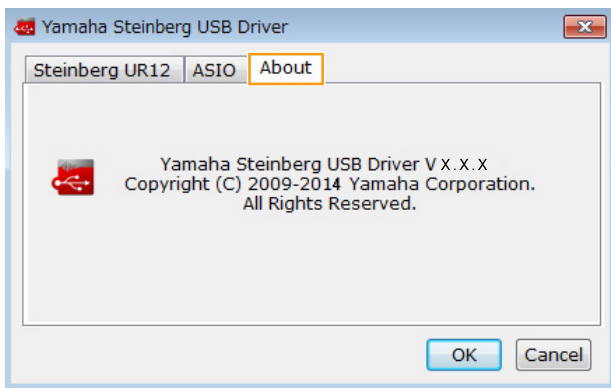 Yamaha Steinberg USB Driver
Steinberg UR12 ASIO About
Yamaha Steinberg USB Driver V X.X.X
Copyright (C) 2009-2014 Yamaha Corporation.
All Rights Reserved.
OK Cancel